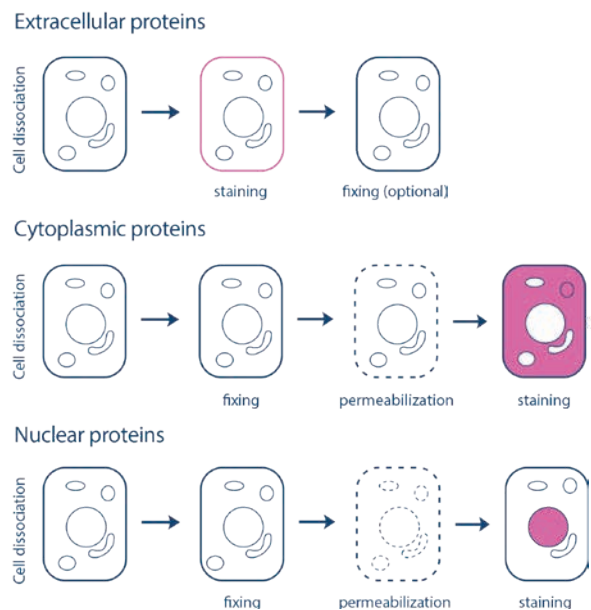 Extracellular proteins
Cell dissociation
staining
fixing (optional)
Cytoplasmic proteins
Cell dissociation
fixing
permeabilization
staining
Nuclear proteins
Cell dissociation
fixing
permeabilization
staining